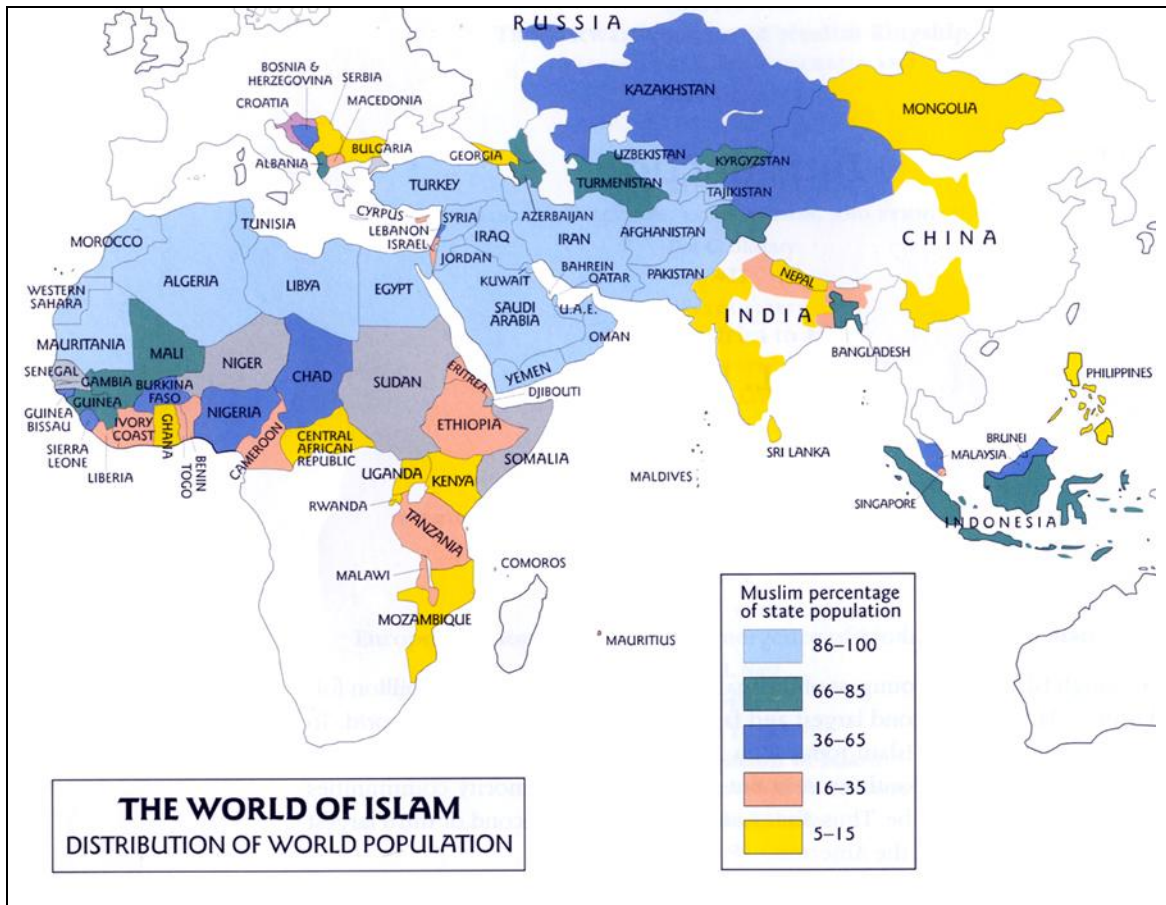 RUSSIA
BOSNIA &
HERZEGOVINA
SERBIA
CROATIA
MACEDONIA
KAZAKHSTAN
MONGOLIA
BULGARIA
ALBANIA
GEORGIA
UZBEKISTAN
KYRGYZSTAN
TURMENISTAN
TURKEY
TAJIKISTAN
TUNISIA
CYRPUS
SYRIA
AZERBAIJAN
LEBANON
ISRAEL
IRAQ
IRAN
AFGHANISTAN
CHINA
MOROCCO
JORDAN
ALGERIA
LIBYA
EGYPT
KUWAIT
BAHREIN
QATAR
PAKISTAN
NEPAL
WESTERN
SAHARA
SAUDI
ARABIA
U.A.E.
INDIA
OMAN
MAURITANIA
MALI
NIGER
CHAD
SUDAN
YEMEN
ERITREA
BANGLADESH
SENEGAL
GAMBIA
BURKINA
FASO
DJIBOUTI
PHILIPPINES
GUINEA
GUINEA
BISSAU
NIGERIA
IVORY
COAST
GHANA
ETHIOPIA
CENTRAL
AFRICAN
REPUBLIC
CAMEROON
SIERRA
LEONE
LIBERIA
TOGO
BENIN
SOMALIA
SRI LANKA
BRUNEI
MALAYSIA
UGANDA
KENYA
MALDIVES
RWANDA
SINGAPORE
INDONESIA
TANZANIA
MALAWI
COMOROS
MOZAMBIQUE
MAURITIUS
Muslim percentage
of state population
86–100
66–85
36–65
16–35
5–15
THE WORLD OF ISLAM
DISTRIBUTION OF WORLD POPULATION